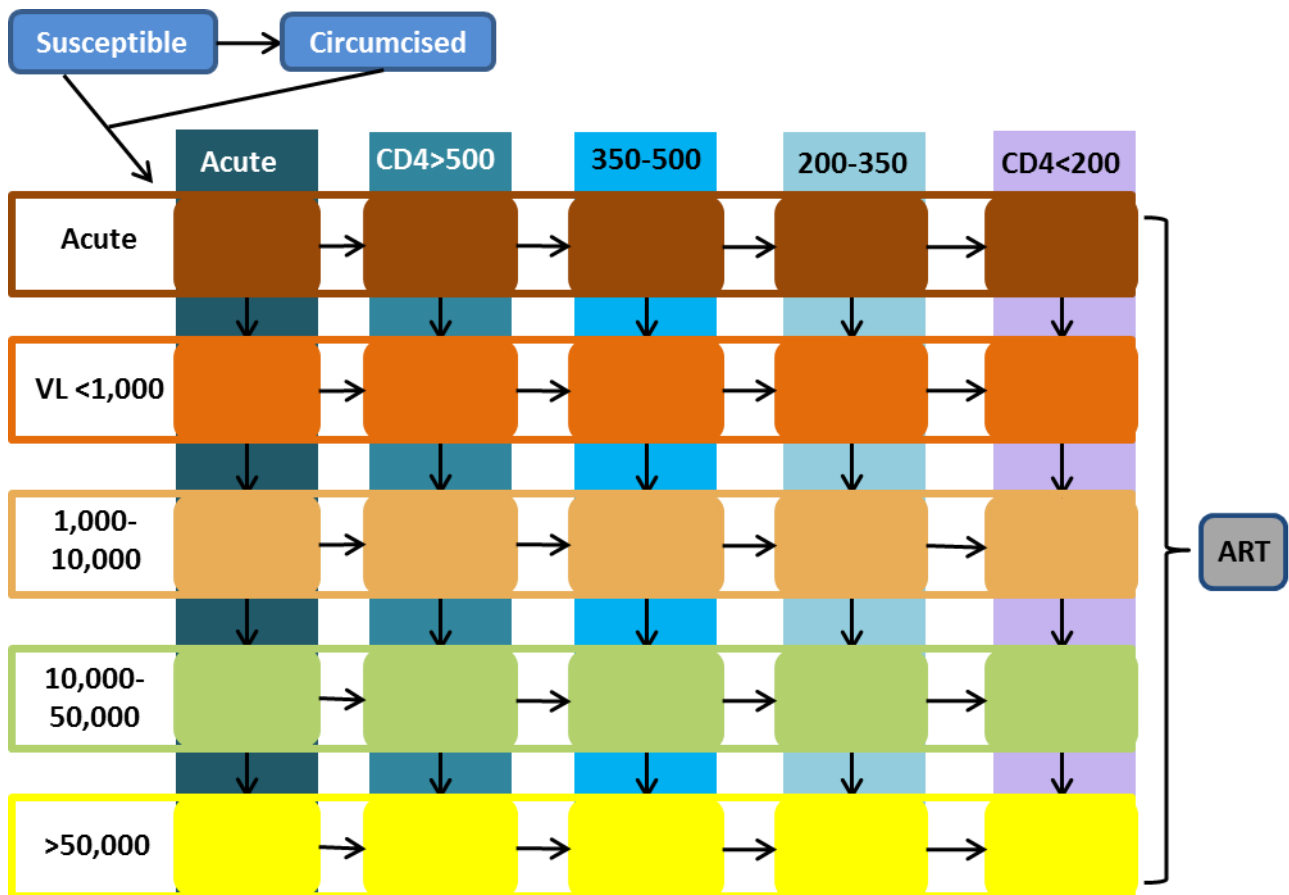 Susceptible
Circumcised
Acute
CD4>500
350-500
200-350
CD4<200
Acute
VL <1,000
1,000-
10,000
ART
10,000-
50,000
>50,000